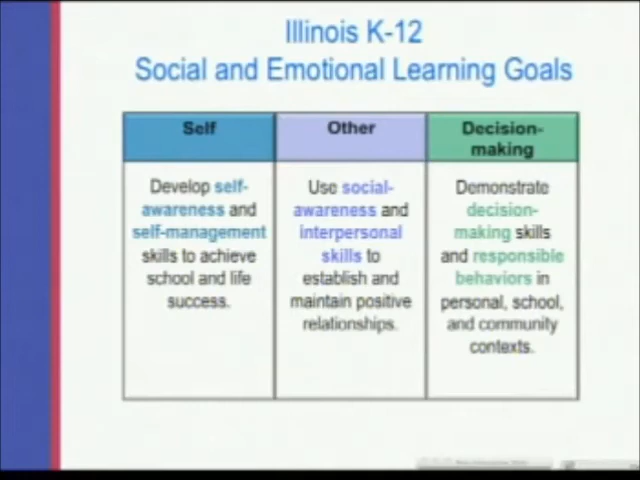 Illinois K-12
Social and Emotional Learning Goals
Self
Other
Decision-
making
Develop self-
awareness and
self-management
skills to achieve
school and life
success.
Use social-
awareness and
interpersonal
skills to
establish and
maintain positive
relationships.
Demonstrate
decision-
making skills
and responsible
behaviors in
personal, school,
and community
contexts.